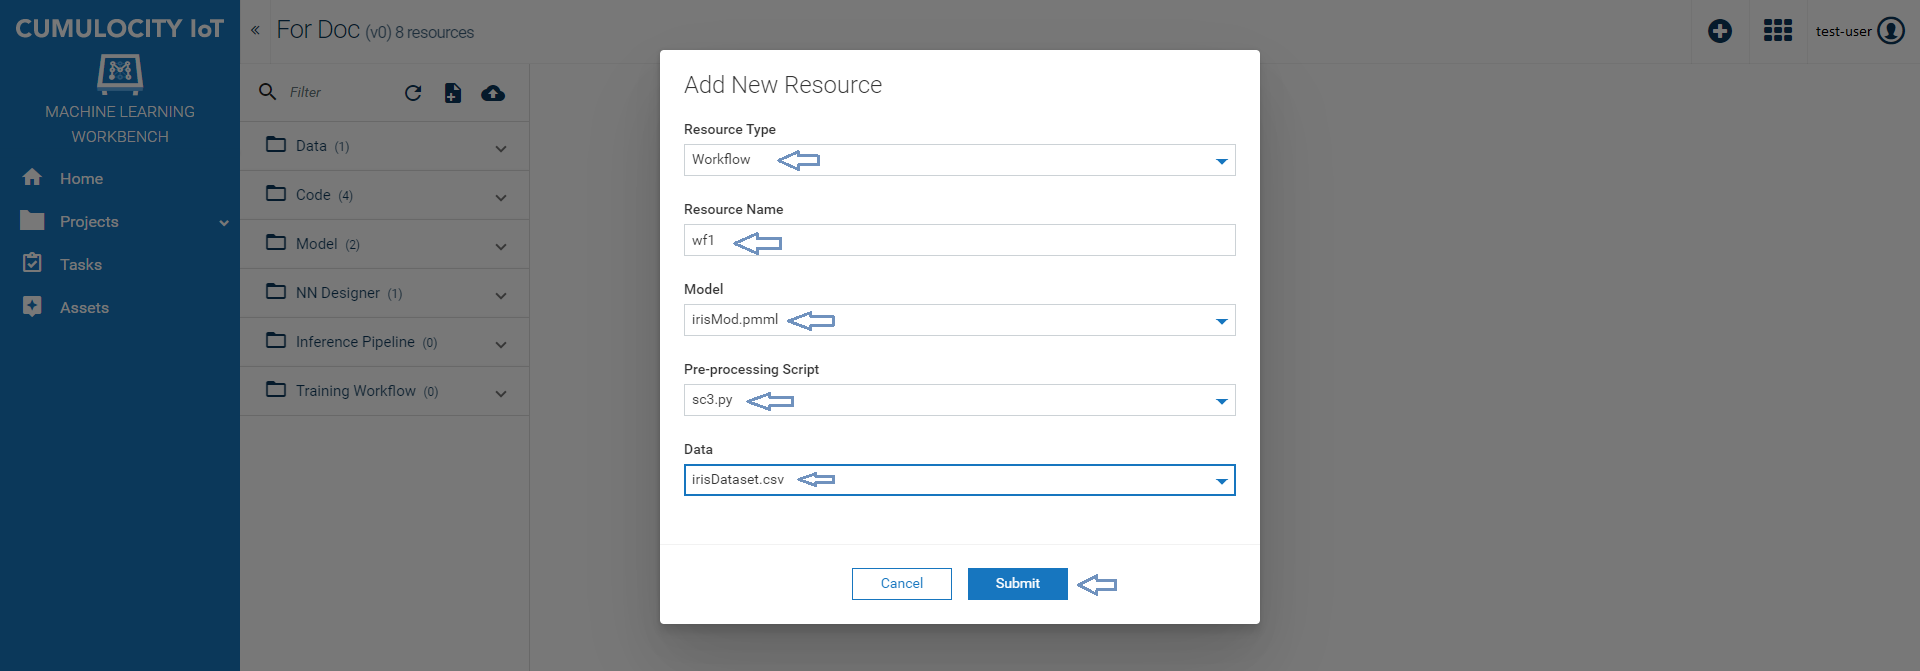 CUMULOCITY IoT
MACHINE LEARNING
WORKBENCH
Home
Projects
Tasks
Assets
«
For Doc (v0) 8 resources
test-user
Filter
Data (1)
Code (4)
Model (2)
NN Designer (1)
Inference Pipeline (0)
Training Workflow (0)
Add New Resource
Resource Type
Workflow
Resource Name
wf1
Model
irisMod.pmml
Pre-processing Script
sc3.py
Data
irisDataset.csv
Cancel
Submit